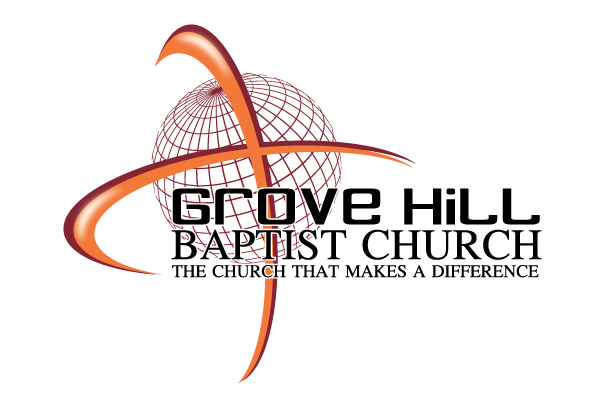 GROVE HiLL
BAPTIST CHURCH
THE CHURCH THAT MAKES A DIFFERENCE